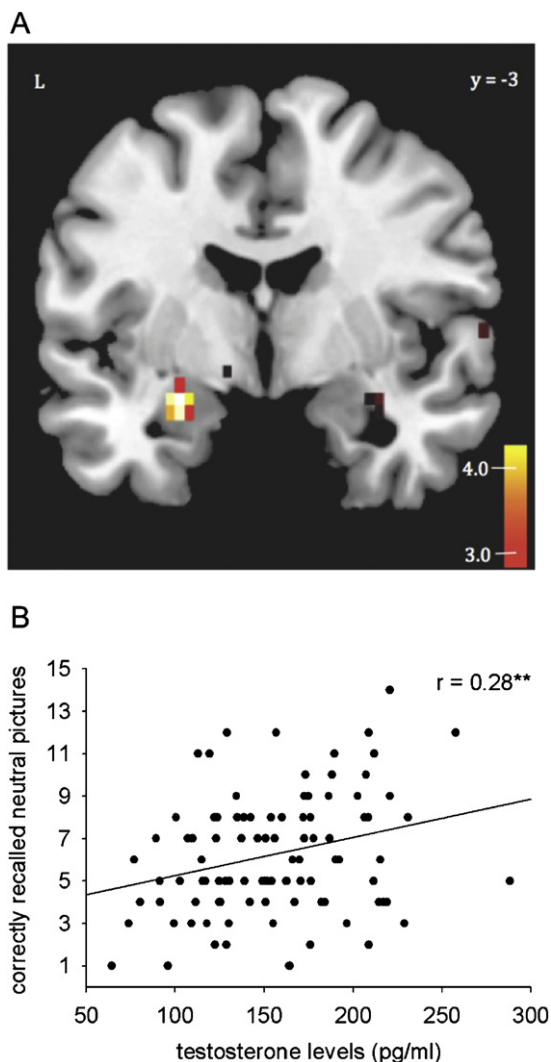 A
L
y = -3
4.0
3.0
B
r = 0.28**
correctly recalled neutral pictures
15
13
11
9
7
5
3
1
50
100
150
200
250
300
testosterone levels (pg/ml)